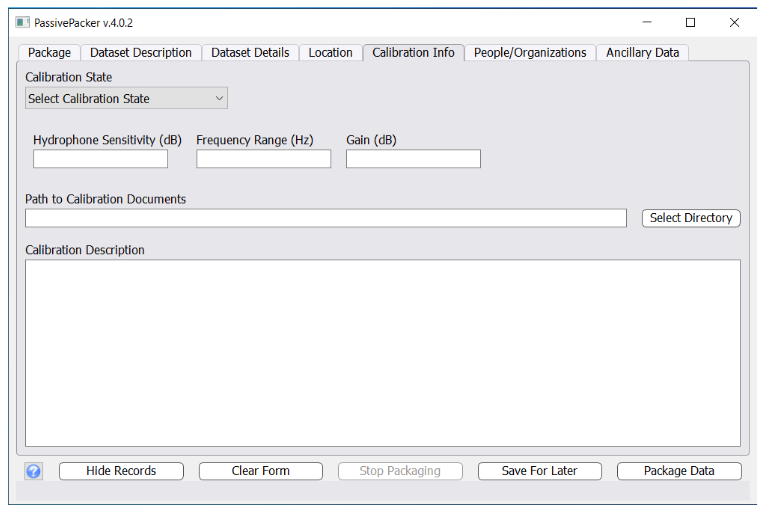 PassivePacker v.4.0.2
Package Dataset Description Dataset Details Location Calibration Info People/Organizations Ancillary Data
Calibration State
Select Calibration State
Hydrophone Sensitivity (dB) Frequency Range (Hz) Gain (dB)
Path to Calibration Documents
Select Directory
Calibration Description
? Hide Records Clear Form Stop Packaging Save For Later Package Data